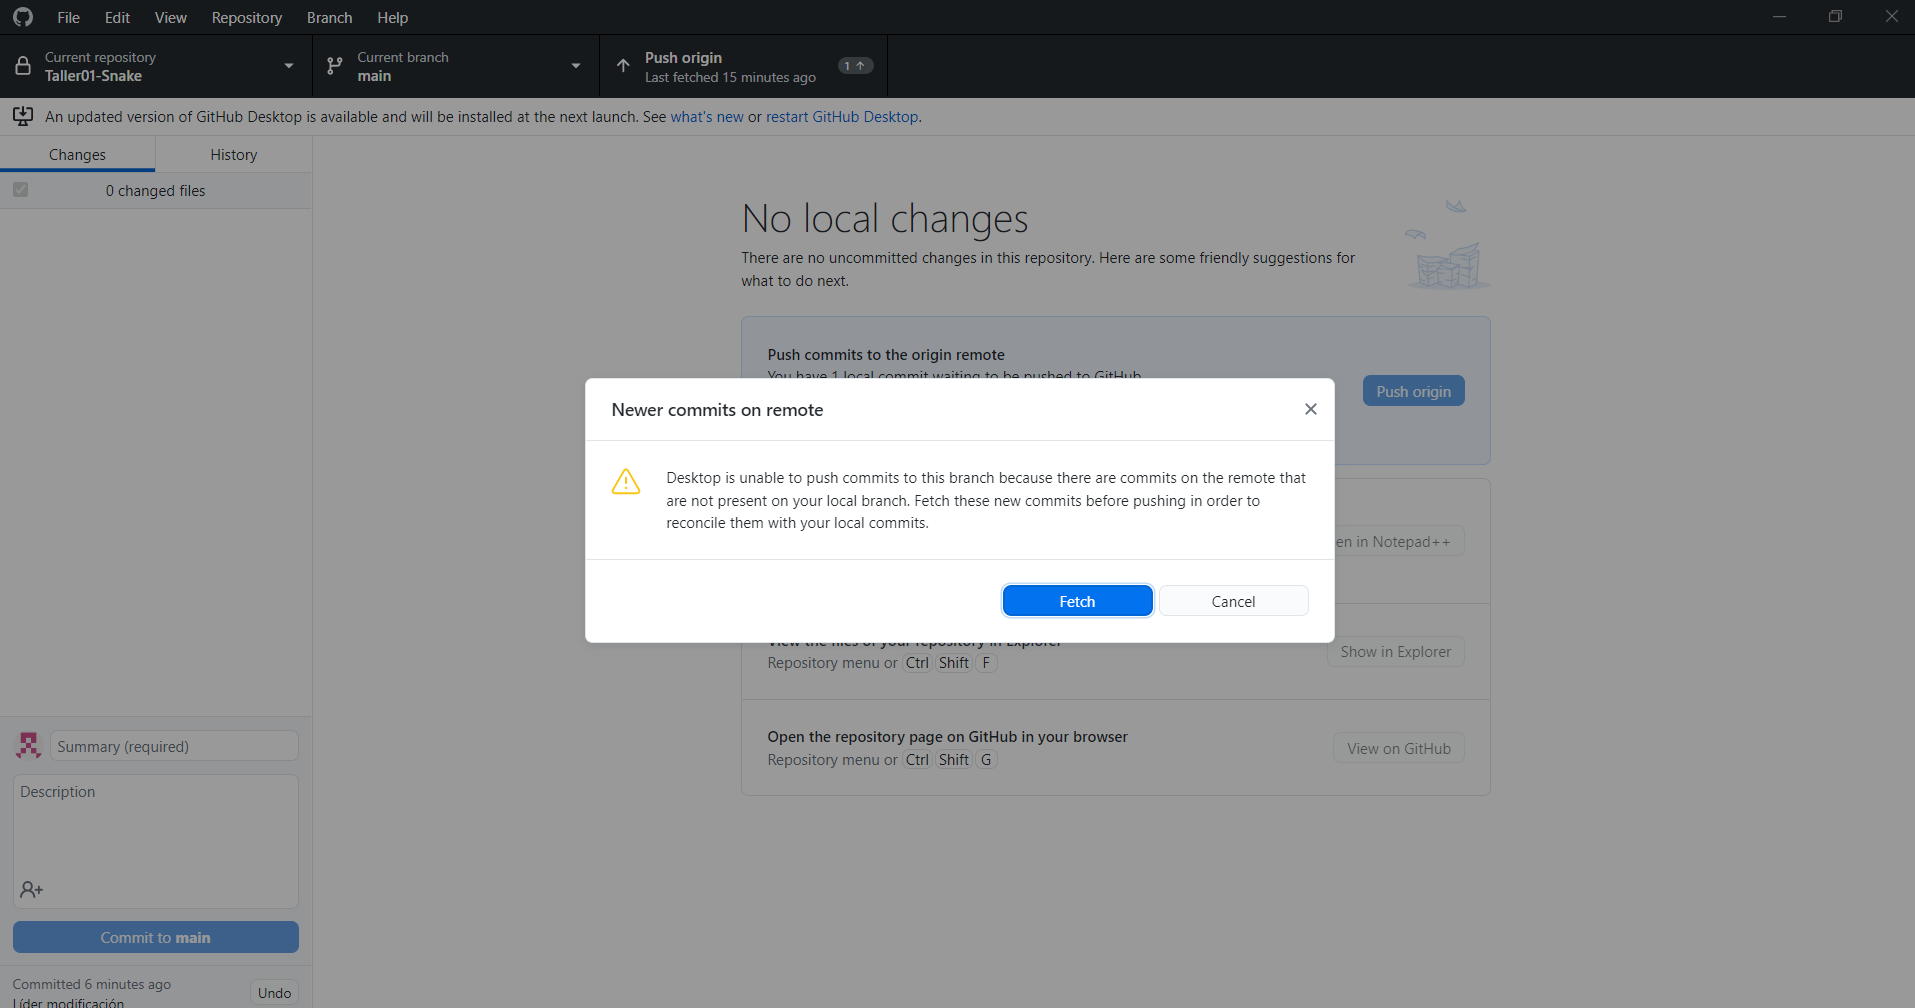 File Edit View Repository Branch Help
Current repository
Taller01-Snake
Current branch
main
Push origin
Last fetched 15 minutes ago
1
An updated version of GitHub Desktop is available and will be installed at the next launch. See what's new or restart GitHub Desktop.
Changes
History
0 changed files
No local changes
There are no uncommitted changes in this repository. Here are some friendly suggestions for
what to do next.
Push commits to the origin remote
You have 1 local commit waiting to be pushed to GitHub
Push origin
Newer commits on remote
Desktop is unable to push commits to this branch because there are commits on the remote that
are not present on your local branch. Fetch these new commits before pushing in order to
reconcile them with your local commits.
Fetch
Cancel
en in Notepad++
View the files of your repository in Explorer
Repository menu or Ctrl Shift F
Show in Explorer
Open the repository page on GitHub in your browser
Repository menu or Ctrl Shift G
View on GitHub
Summary (required)
Description
Commit to main
Committed 6 minutes ago
Líder modificación
Undo